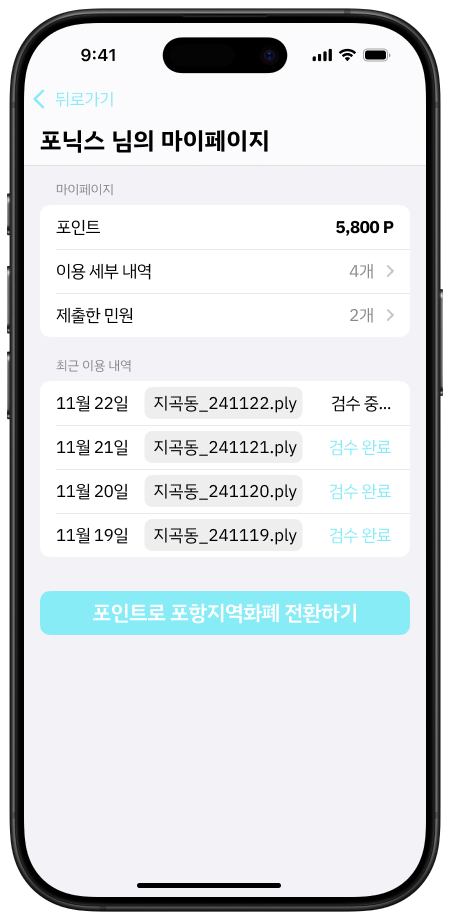 9:41
뒤로가기
포닉스 님의 마이페이지
마이페이지
포인트 5,800 P
이용 세부 내역 4개
제출한 민원 2개
최근 이용 내역
11월 22일 지곡동_241122.ply 검수 중...
11월 21일 지곡동_241121.ply 검수 완료
11월 20일 지곡동_241120.ply 검수 완료
11월 19일 지곡동_241119.ply 검수 완료
포인트로 포항지역화폐 전환하기